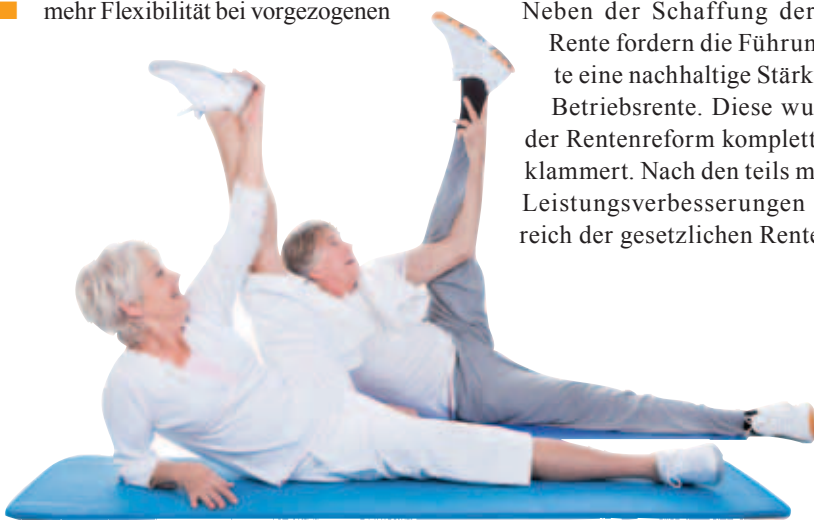 mehr Flexibilität bei vorgezogenen
Neben der Schaffung der
Rente fordern die Führun
te eine nachhaltige Stärk
Betriebsrente. Diese wu
der Rentenreform komplett
klammert. Nach den teils m
Leistungsverbesserungen
reich der gesetzlichen Rente